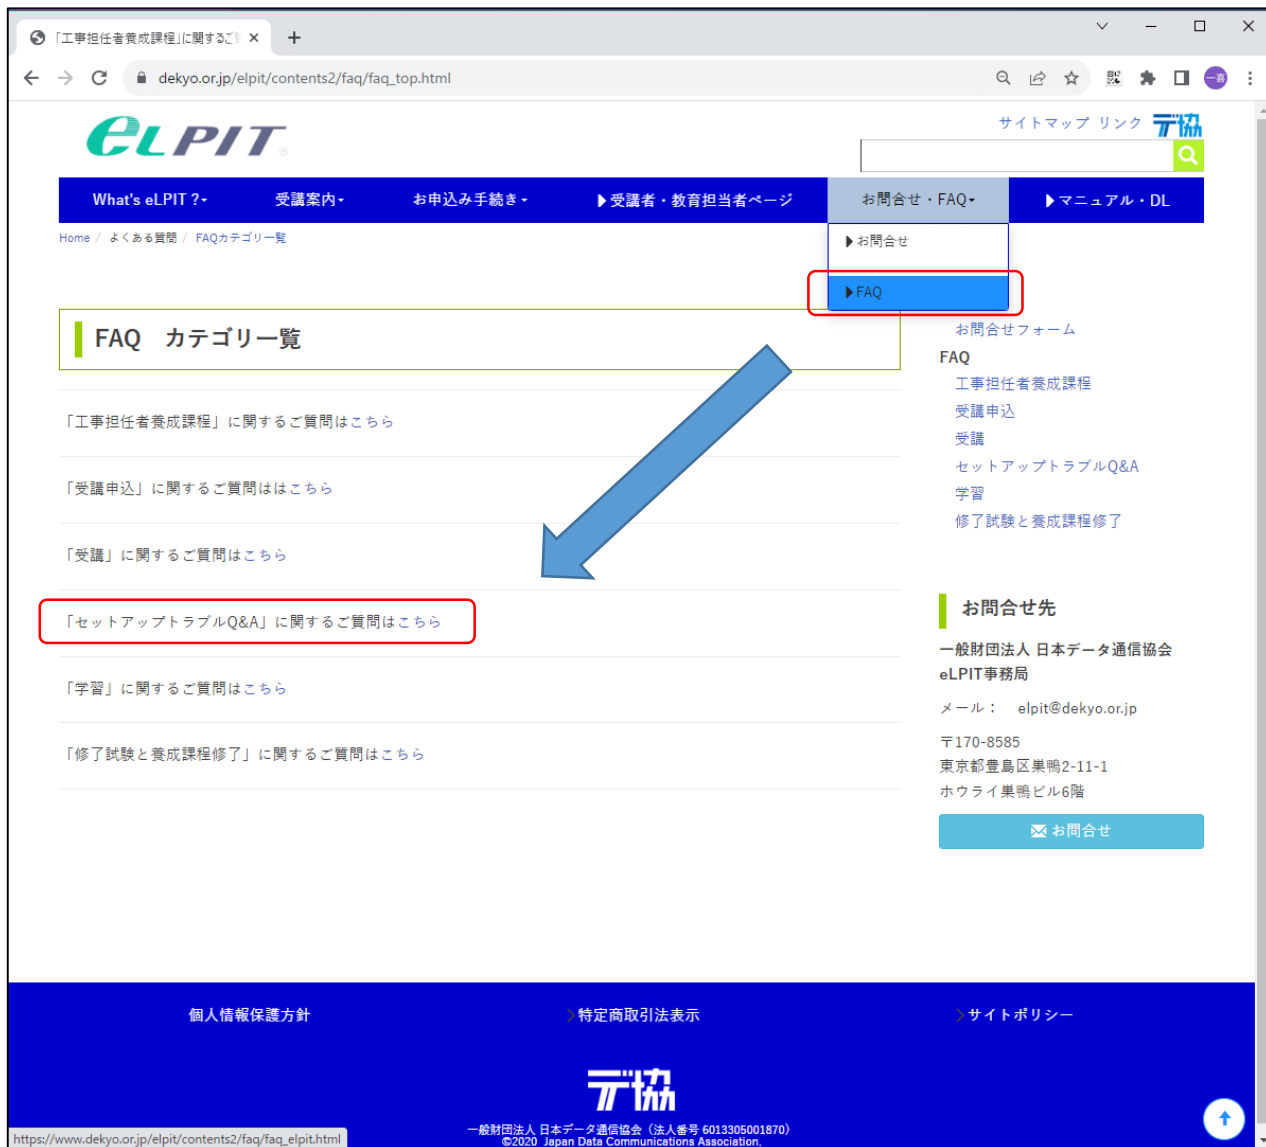 「工事担任者養成課程」に関するご
dekyo.or.jp/elpit/contents2/faq/faq_top.html
一喜
eLPIT
サイトマップ リンク デ協
What's eLPIT ?
受講案内
お申込み手続き
▶受講者・教育担当者ページ
お問合せ・FAQ
▶マニュアル・DL
Home / よくある質問 / FAQカテゴリ一覧
▶お問合せ
▶FAQ
FAQ　カテゴリ一覧
「工事担任者養成課程」に関するご質問はこちら
「受講申込」に関するご質問ははこちら
「受講」に関するご質問はこちら
「セットアップトラブルQ&A」に関するご質問はこちら
「学習」に関するご質問はこちら
「修了試験と養成課程修了」に関するご質問はこちら
お問合せフォーム
FAQ
工事担任者養成課程
受講申込
受講
セットアップトラブルQ&A
学習
修了試験と養成課程修了
お問合せ先
一般財団法人 日本データ通信協会
eLPIT事務局
メール：　elpit@dekyo.or.jp
〒170-8585
東京都豊島区巣鴨2-11-1
ホウライ巣鴨ビル6階
お問合せ
個人情報保護方針
特定商取引法表示
サイトポリシー
デ協
一般財団法人 日本データ通信協会（法人番号 6013305001870）
©2020 Japan Data Communications Association.
https://www.dekyo.or.jp/elpit/contents2/faq/faq_elpit.html